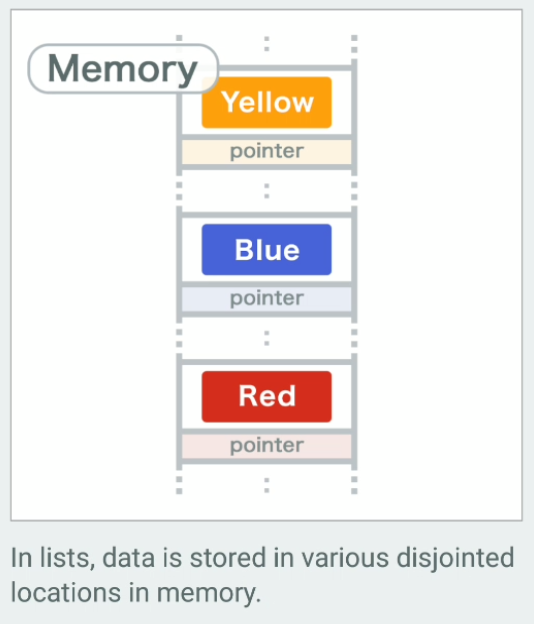 Memory
Yellow
pointer
Blue
pointer
Red
pointer
In lists, data is stored in various disjointed
locations in memory.